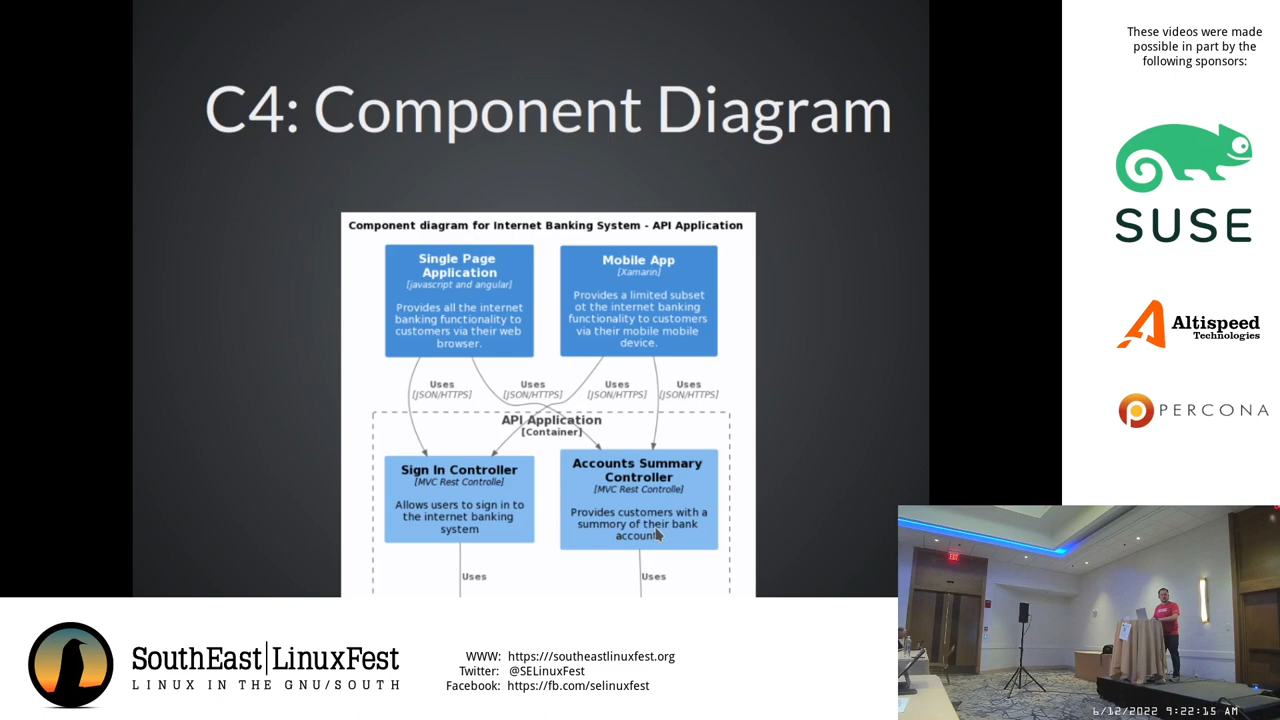 C4: Component Diagram
Component diagram for Internet Banking System - API Application
Single Page
Application
[javascript and angular]
Provides all the internet
banking functionality to
customers via their web
browser.
Mobile App
[Xamarin]
Provides a limited subset
ot the internet banking
functionality to customers
via their mobile mobile
device.
Uses
[JSON/HTTPS]
Uses
[JSON/HTTPS]
Uses
[JSON/HTTPS]
Uses
[JSON/HTTPS]
API Application
[Container]
Sign In Controller
[MVC Rest Controlle]
Allows users to sign in to
the internet banking
system
Accounts Summary
Controller
[MVC Rest Controlle]
Provides customers with a
summory of their bank
account
Uses
Uses
These videos were made
possible in part by the
following sponsors:
SUSE
Altispeed
Technologies
PERCONA
SouthEast LinuxFest
LINUX IN THE GNU/SOUTH
WWW: https:///southeastlinuxfest.org
Twitter: @SELinuxFest
Facebook: https://fb.com/selinuxfest
6/12/2022 9:22:15 AM